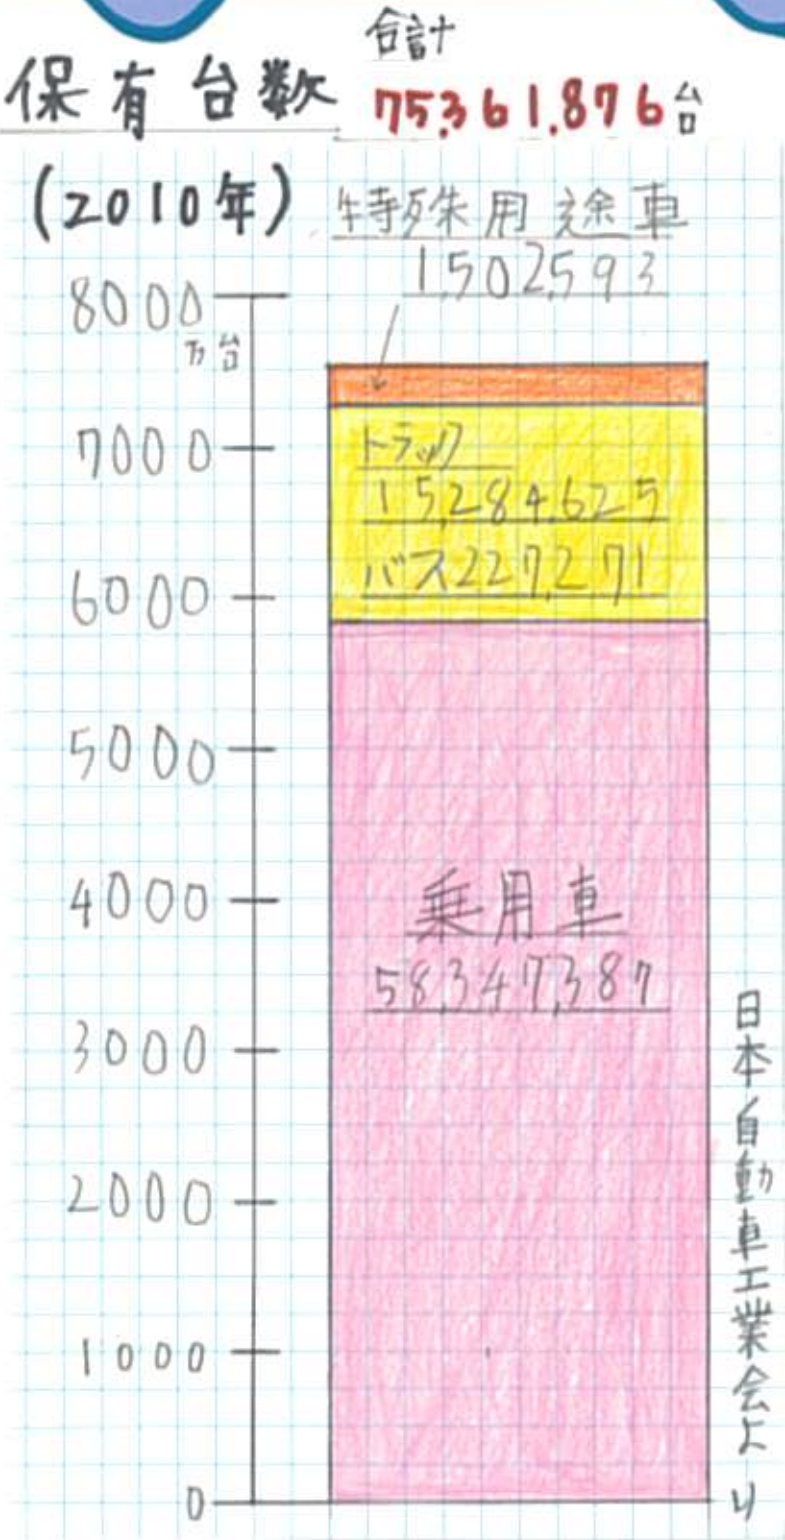 合計
保有台数 75,361,876台
(2010年) 特殊用途車
1,502,593
8000
万台
7000
トラック
15,284,625
バス227,271
6000
5000
4000
乗用車
58,347,387
3000
2000
1000
0
日本自動車工業会より